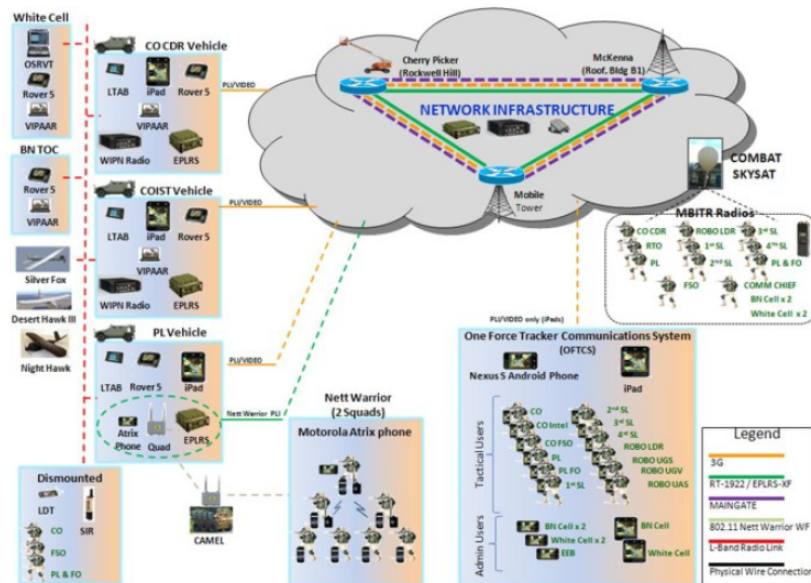 White Cell
OSRVT
Rover 5
VIPAAR
BN TOC
Rover 5
VIPAAR
Silver Fox
Desert Hawk III
Night Hawk
CO CDR Vehicle
LTAB
iPad
Rover 5
VIPAAR
WIPN Radio
EPLRS
PLI/VIDEO
COIST Vehicle
LTAB
iPad
Rover 5
VIPAAR
WIPN Radio
EPLRS
PLI/VIDEO
PL Vehicle
LTAB
Rover 5
iPad
PLI/VIDEO
Atrix
Phone
Quad
EPLRS
Nett Warrior PLI
Dismounted
LDT
SIR
CO
FSO
PL & FO
CAMEL
Nett Warrior
(2 Squads)
Motorola Atrix phone
Cherry Picker
(Rockwell Hill)
McKenna
(Roof, Bldg B1)
NETWORK INFRASTRUCTURE
Mobile
Tower
COMBAT
SKYSAT
MBITR Radios
CO CDR
ROBO LDR
3rd SL
RTO
1st SL
4TH SL
PL
2nd SL
PL & FO
FSO
COMM CHIEF
BN Cell x 2
White Cell x 2
PLI/VIDEO only (iPads)
One Force Tracker Communications System
(OFTCS)
Nexus S Android Phone
iPad
Tactical Users
CO
CO Intel
CO FSO
PL
PL FO
1st SL
2nd SL
3rd SL
4th SL
ROBO LDR
ROBO UGS
ROBO UGV
ROBO UAS
Admin Users
BN Cell x 2
White Cell x 2
EEB
BN Cell
White Cell
Legend
3G
RT-1922 / EPLRS-XF
MAINGATE
802.11 Nett Warrior WF
L-Band Radio Link
Physical Wire Connection